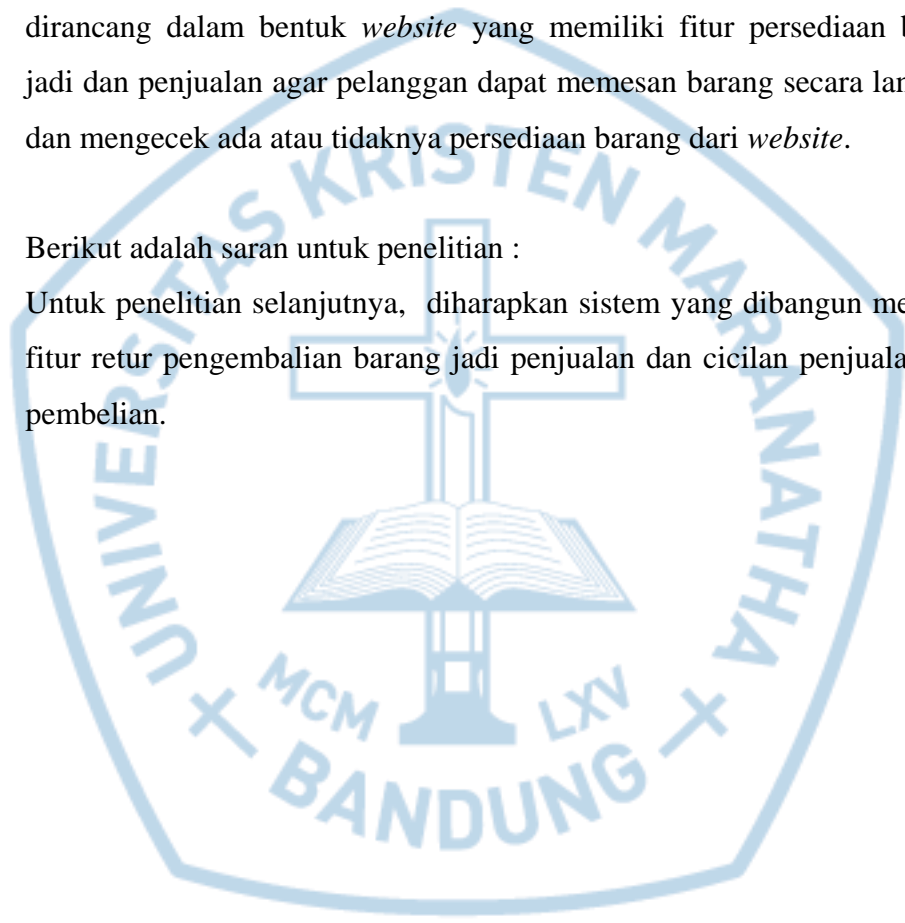 dirancang dalam bentuk website yang memiliki fitur persediaan b
jadi dan penjualan agar pelanggan dapat memesan barang secara lan
dan mengecek ada atau tidaknya persediaan barang dari website.
Berikut adalah saran untuk penelitian :
Untuk penelitian selanjutnya, diharapkan sistem yang dibangun me
fitur retur pengembalian barang jadi penjualan dan cicilan penjuala
pembelian.
UNIVERSITAS KRISTEN MARANATHA
MCM LXV
BANDUNG